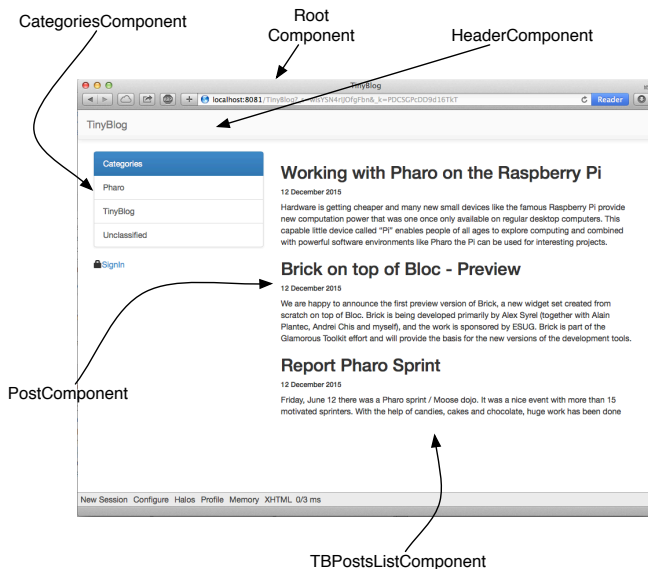 CategoriesComponent
Root
Component
HeaderComponent
TinyBlog
localhost:8081/TinyBlog?
Reader
TinyBlog
Categories
Pharo
TinyBlog
Unclassified
SignIn
Working with Pharo on the Raspberry Pi
12 December 2015
Hardware is getting cheaper and many new small devices like the famous Raspberry Pi provide
new computation power that was one once only available on regular desktop computers. This
capable little device called "Pi" enables people of all ages to explore computing and combined
with powerful software environments like Pharo the Pi can be used for interesting projects.
Brick on top of Bloc - Preview
12 December 2015
We are happy to announce the first preview version of Brick, a new widget set created from
scratch on top of Bloc. Brick is being developed primarily by Alex Syrel (together with Alain
Plantec, Andrei Chis and myself), and the work is sponsored by ESUG. Brick is part of the
Glamorous Toolkit effort and will provide the basis for the new versions of the development tools.
Report Pharo Sprint
12 December 2015
Friday, June 12 there was a Pharo sprint / Moose dojo. It was a nice event with more than 15
motivated sprinters. With the help of candies, cakes and chocolate, huge work has been done
PostComponent
New Session Configure Halos Profile Memory XHTML 0/3 ms
TBPostsListComponent